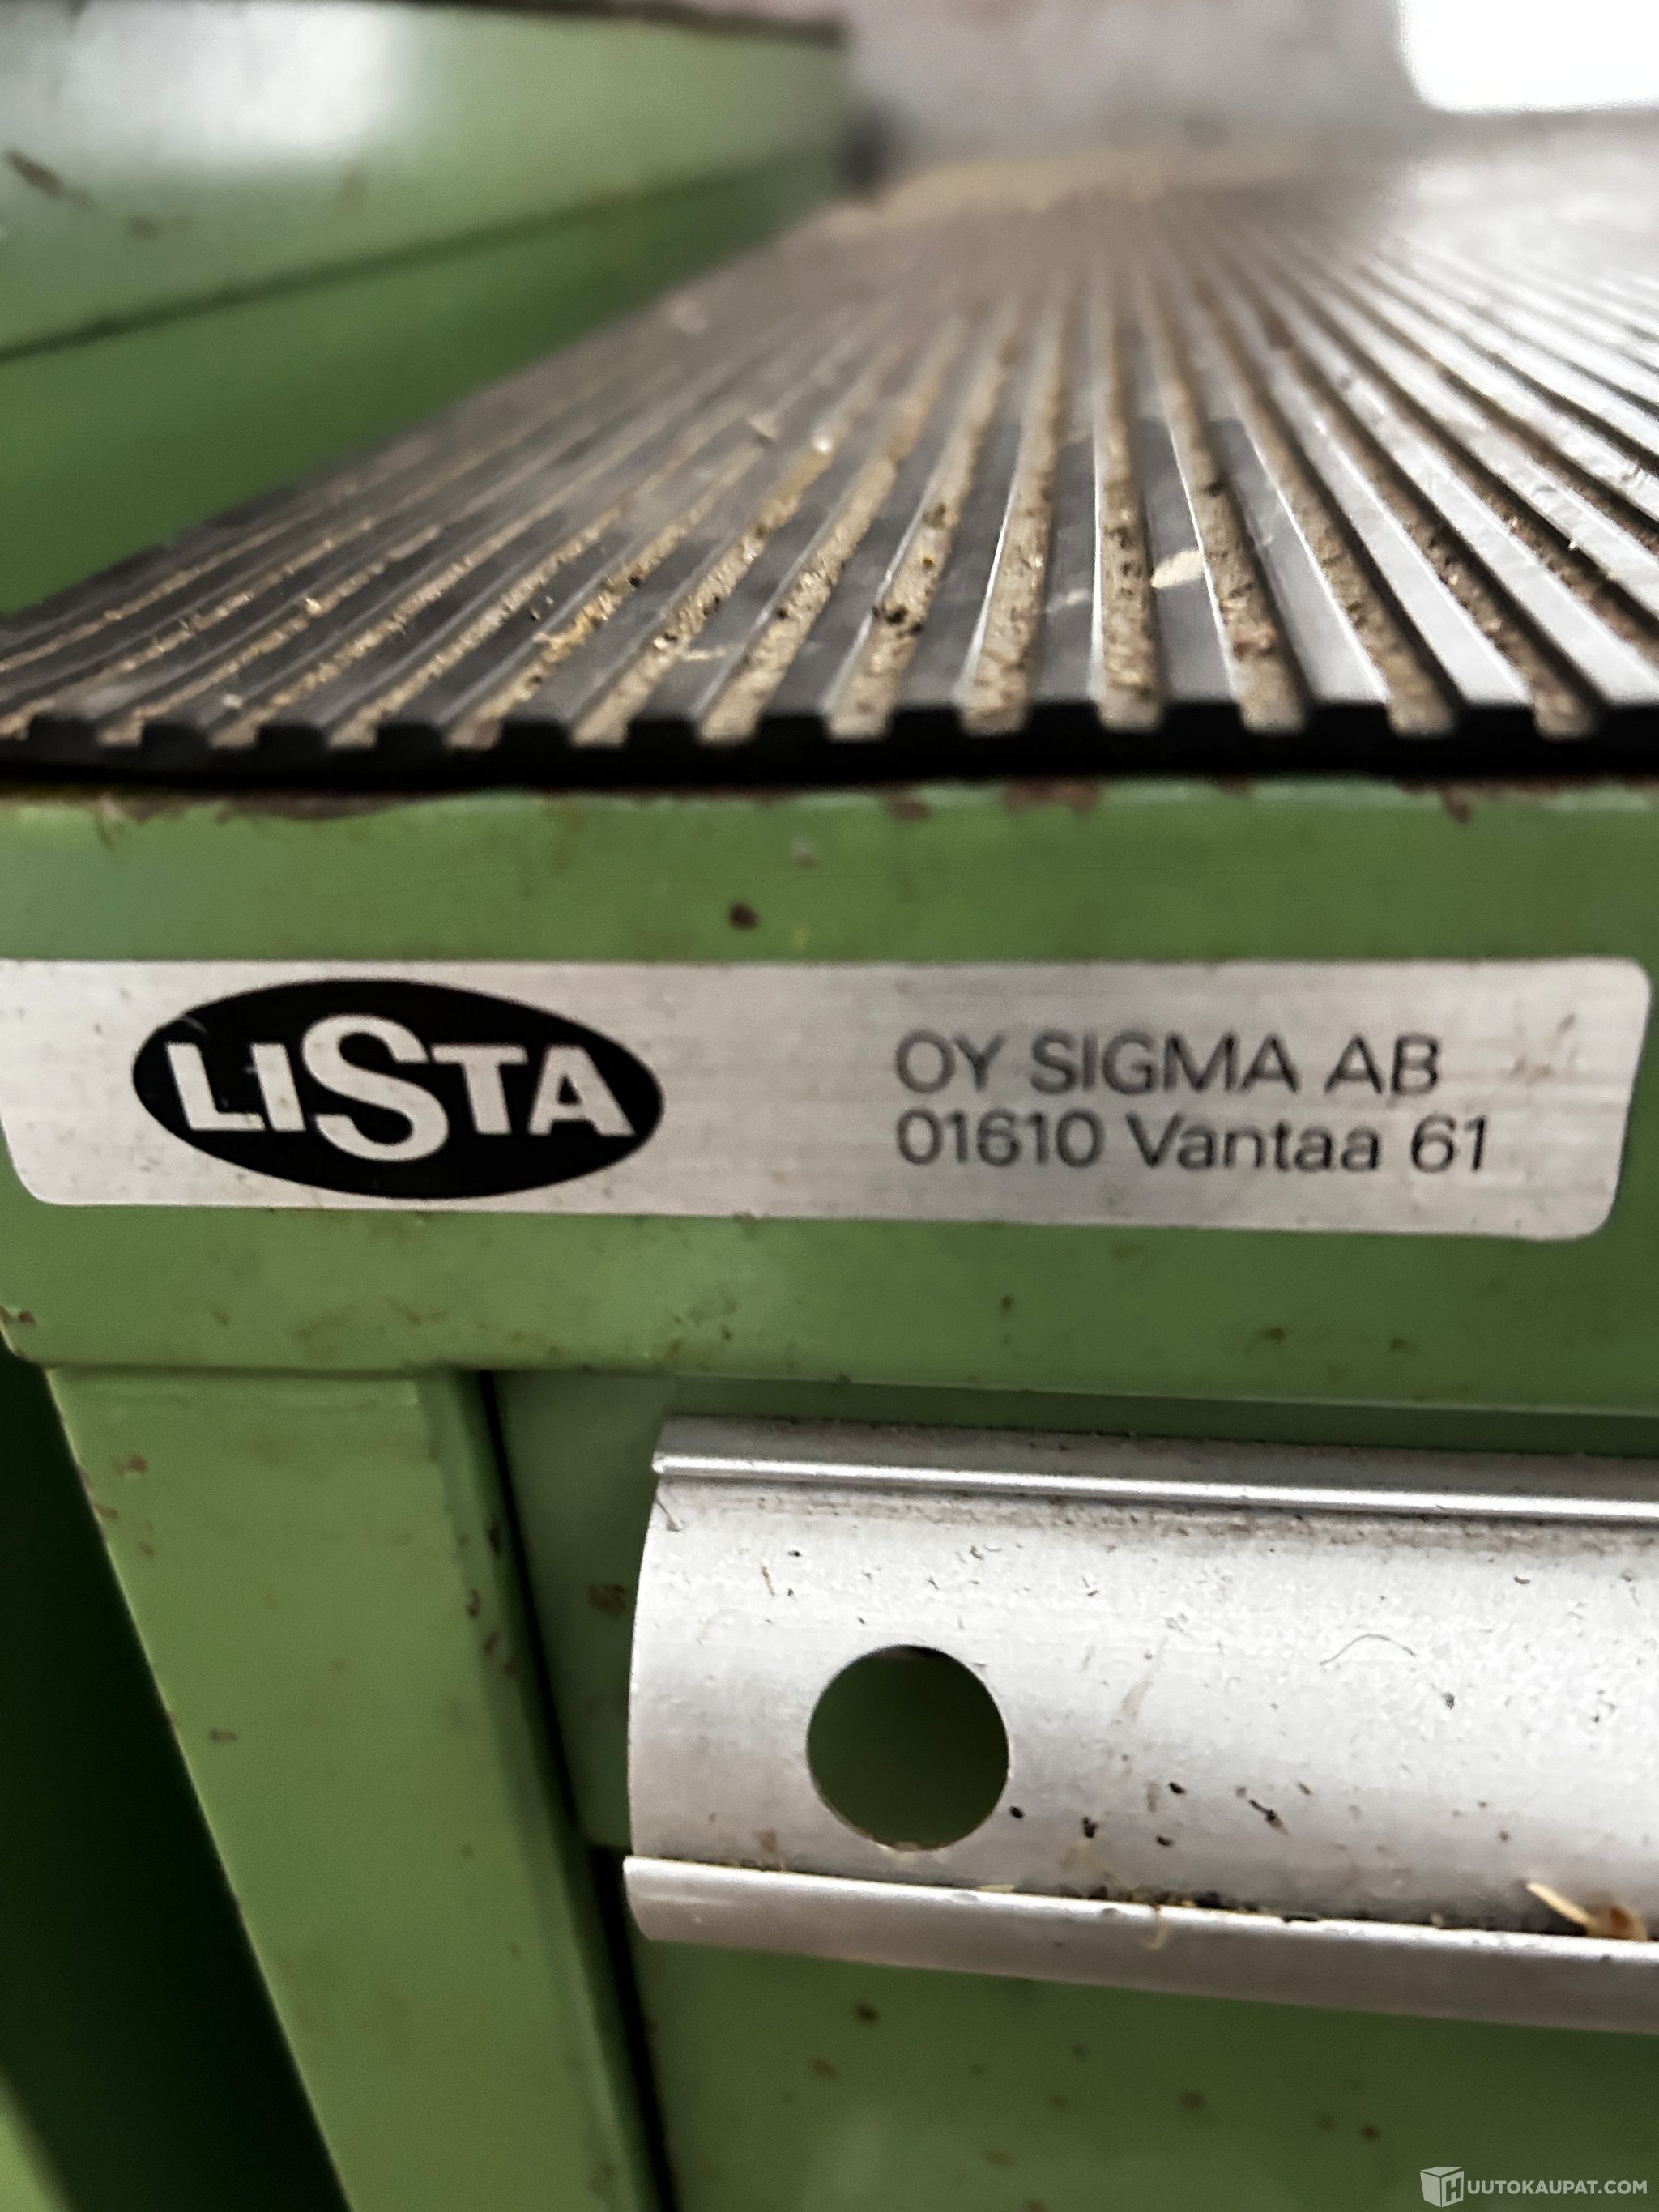 LISTA
OY SIGMA AB
01610 Vantaa 61
HUUTOKAUPAT.COM